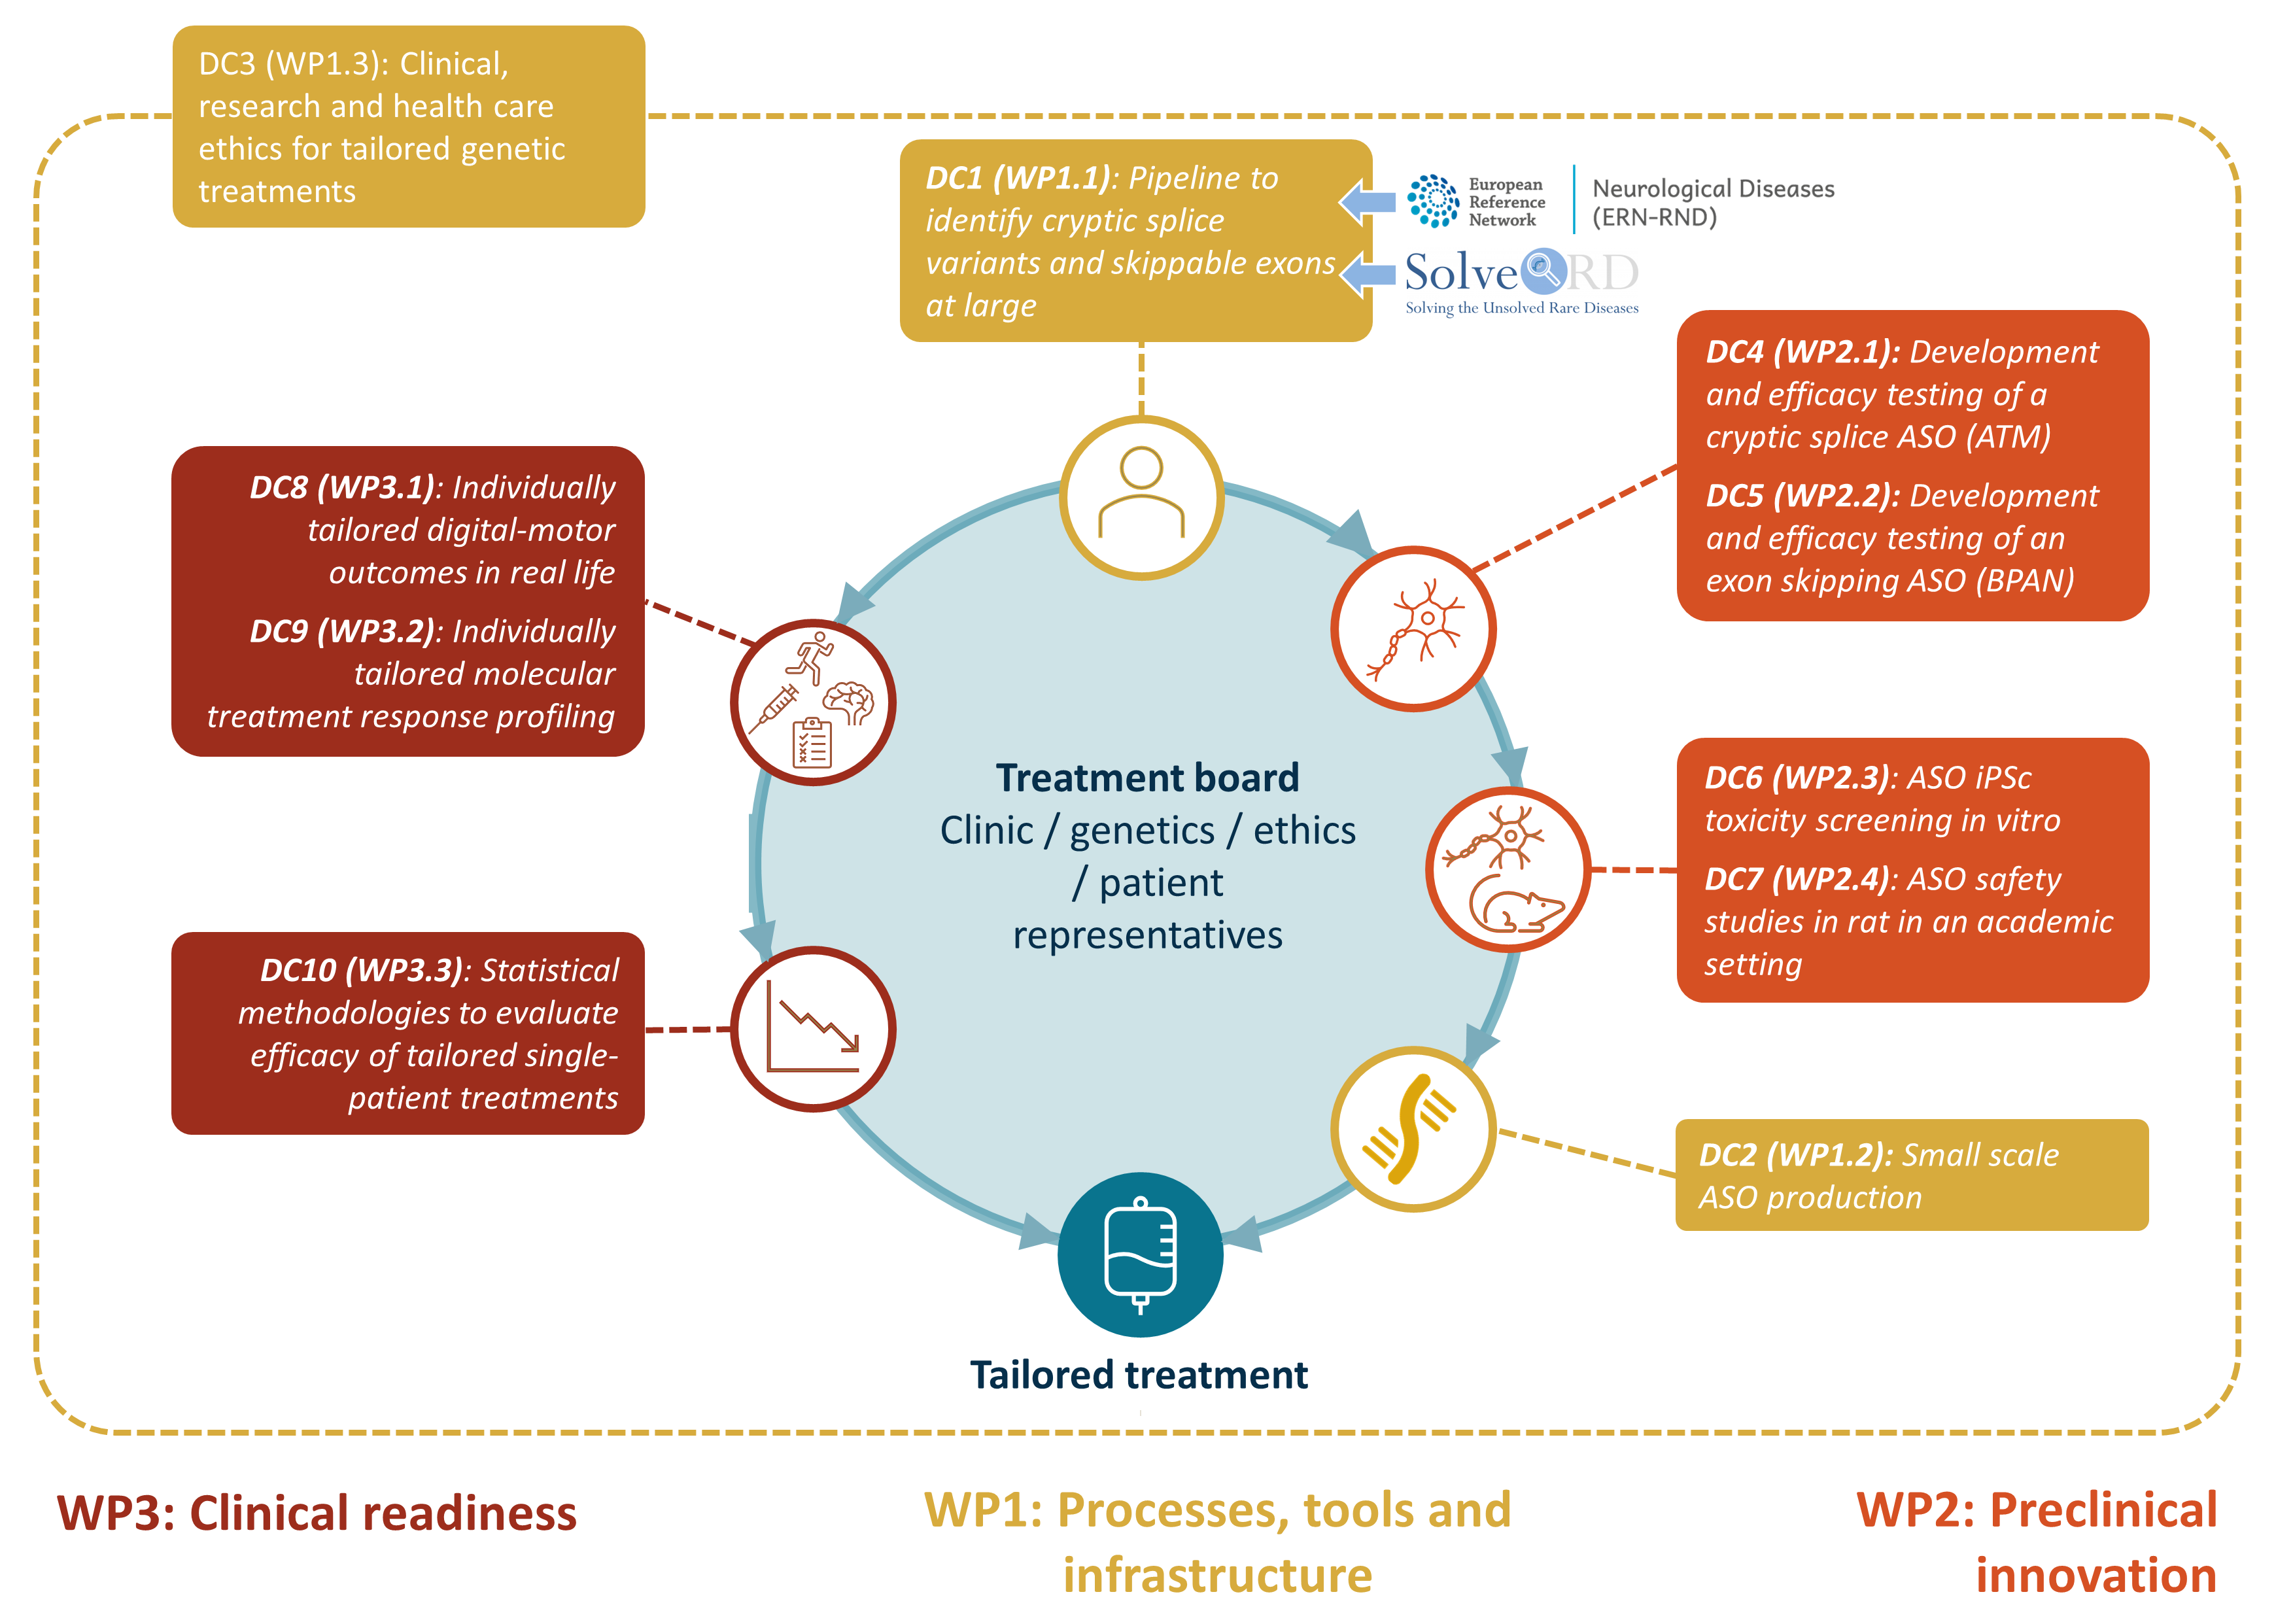 DC3 (WP1.3): Clinical,
research and health care
ethics for tailored genetic
treatments
DC1 (WP1.1): Pipeline to
identify cryptic splice
variants and skippable exons
at large
European
Reference
Network
Neurological Diseases
(ERN-RND)
Solve RD
Solving the Unsolved Rare Diseases
DC4 (WP2.1): Development
and efficacy testing of a
cryptic splice ASO (ATM)
DC5 (WP2.2): Development
and efficacy testing of an
exon skipping ASO (BPAN)
DC8 (WP3.1): Individually
tailored digital-motor
outcomes in real life
DC9 (WP3.2): Individually
tailored molecular
treatment response profiling
Treatment board
Clinic / genetics / ethics
/ patient
representatives
DC6 (WP2.3): ASO iPSc
toxicity screening in vitro
DC7 (WP2.4): ASO safety
studies in rat in an academic
setting
DC10 (WP3.3): Statistical
methodologies to evaluate
efficacy of tailored single-
patient treatments
DC2 (WP1.2): Small scale
ASO production
Tailored treatment
WP3: Clinical readiness
WP1: Processes, tools and
infrastructure
WP2: Preclinical
innovation